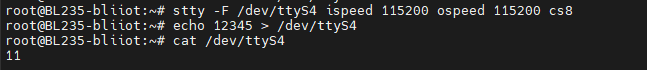 root@BL235-bliiot:~# stty -F /dev/ttyS4 ispeed 115200 ospeed 115200 cs8
root@BL235-bliiot:~# echo 12345 > /dev/ttyS4
root@BL235-bliiot:~# cat /dev/ttyS4
11